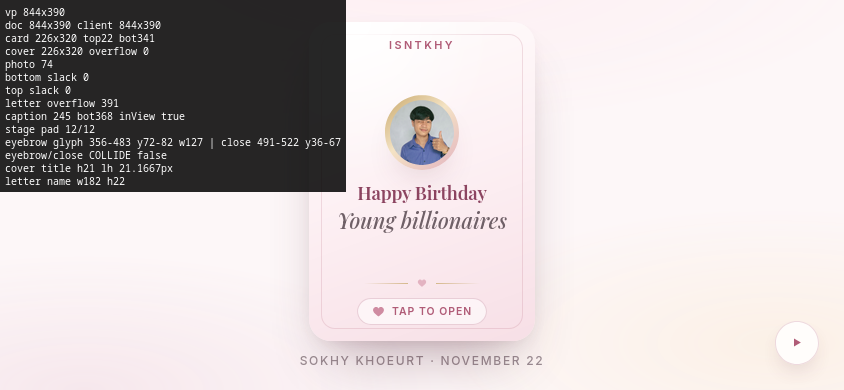 vp 844x390
doc 844x390 client 844x390
card 226x320 top22 bot341
cover 226x320 overflow 0
photo 74
bottom slack 0
top slack 0
letter overflow 391
caption 245 bot368 inView true
stage pad 12/12
eyebrow glyph 356-483 y72-82 w127 | close 491-522 y36-67
eyebrow/close COLLIDE false
cover title h21 lh 21.1667px
letter name w182 h22
ISNTKHY
Happy Birthday
Young billionaires
TAP TO OPEN
SOKHY KHOEURT · NOVEMBER 22